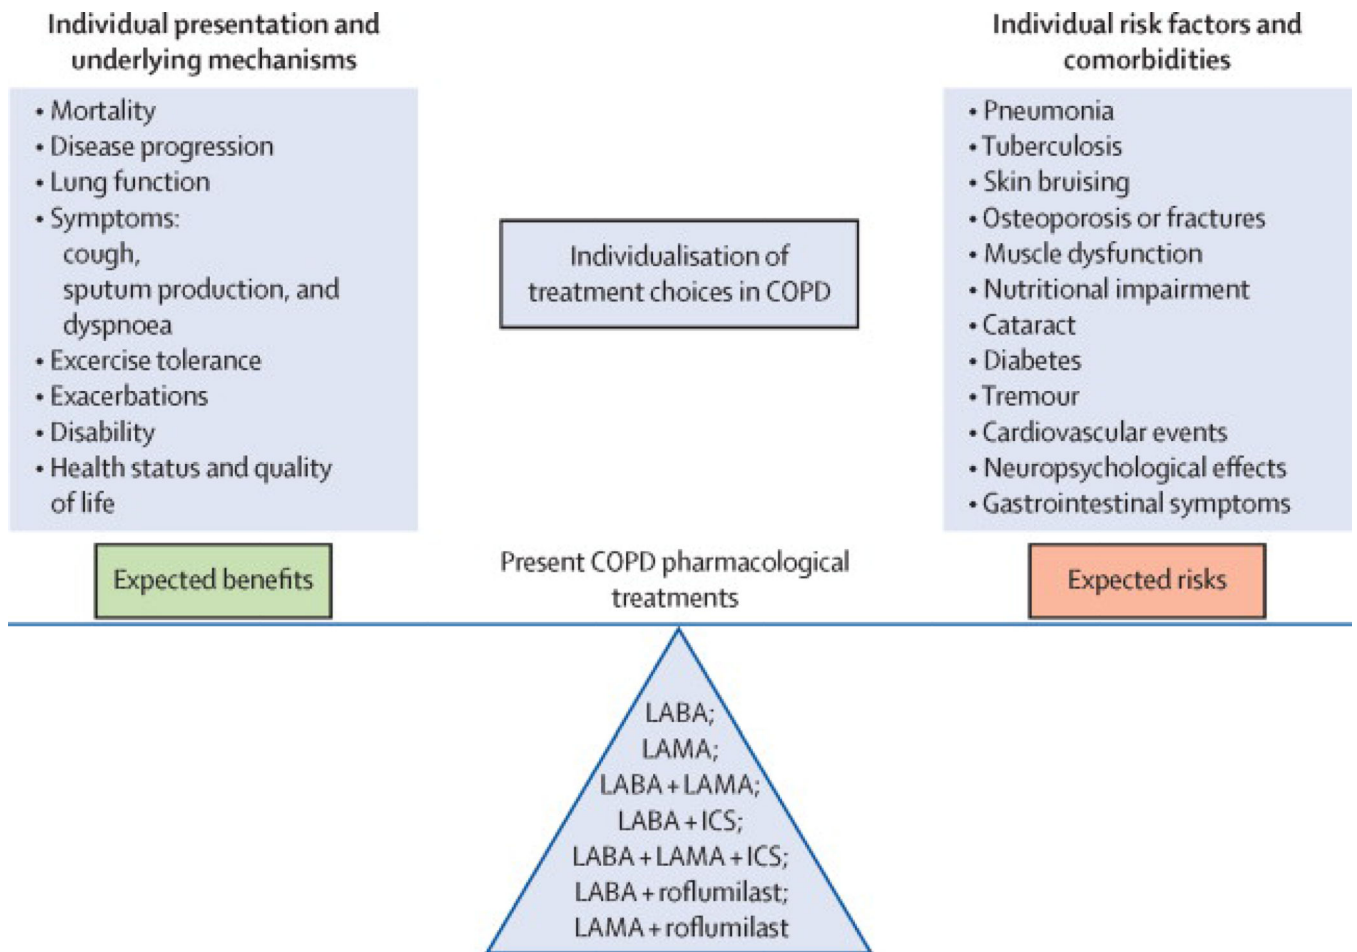 Individual presentation and
underlying mechanisms
• Mortality
• Disease progression
• Lung function
• Symptoms:
cough,
sputum production, and
dyspnoea
• Excercise tolerance
• Exacerbations
• Disability
• Health status and quality
of life
Expected benefits
Individualisation of
treatment choices in COPD
Present COPD pharmacological
treatments
Individual risk factors and
comorbidities
• Pneumonia
• Tuberculosis
• Skin bruising
• Osteoporosis or fractures
• Muscle dysfunction
• Nutritional impairment
• Cataract
• Diabetes
• Tremour
• Cardiovascular events
• Neuropsychological effects
• Gastrointestinal symptoms
Expected risks
LABA;
LAMA;
LABA + LAMA;
LABA + ICS;
LABA + LAMA + ICS;
LABA + roflumilast;
LAMA + roflumilast